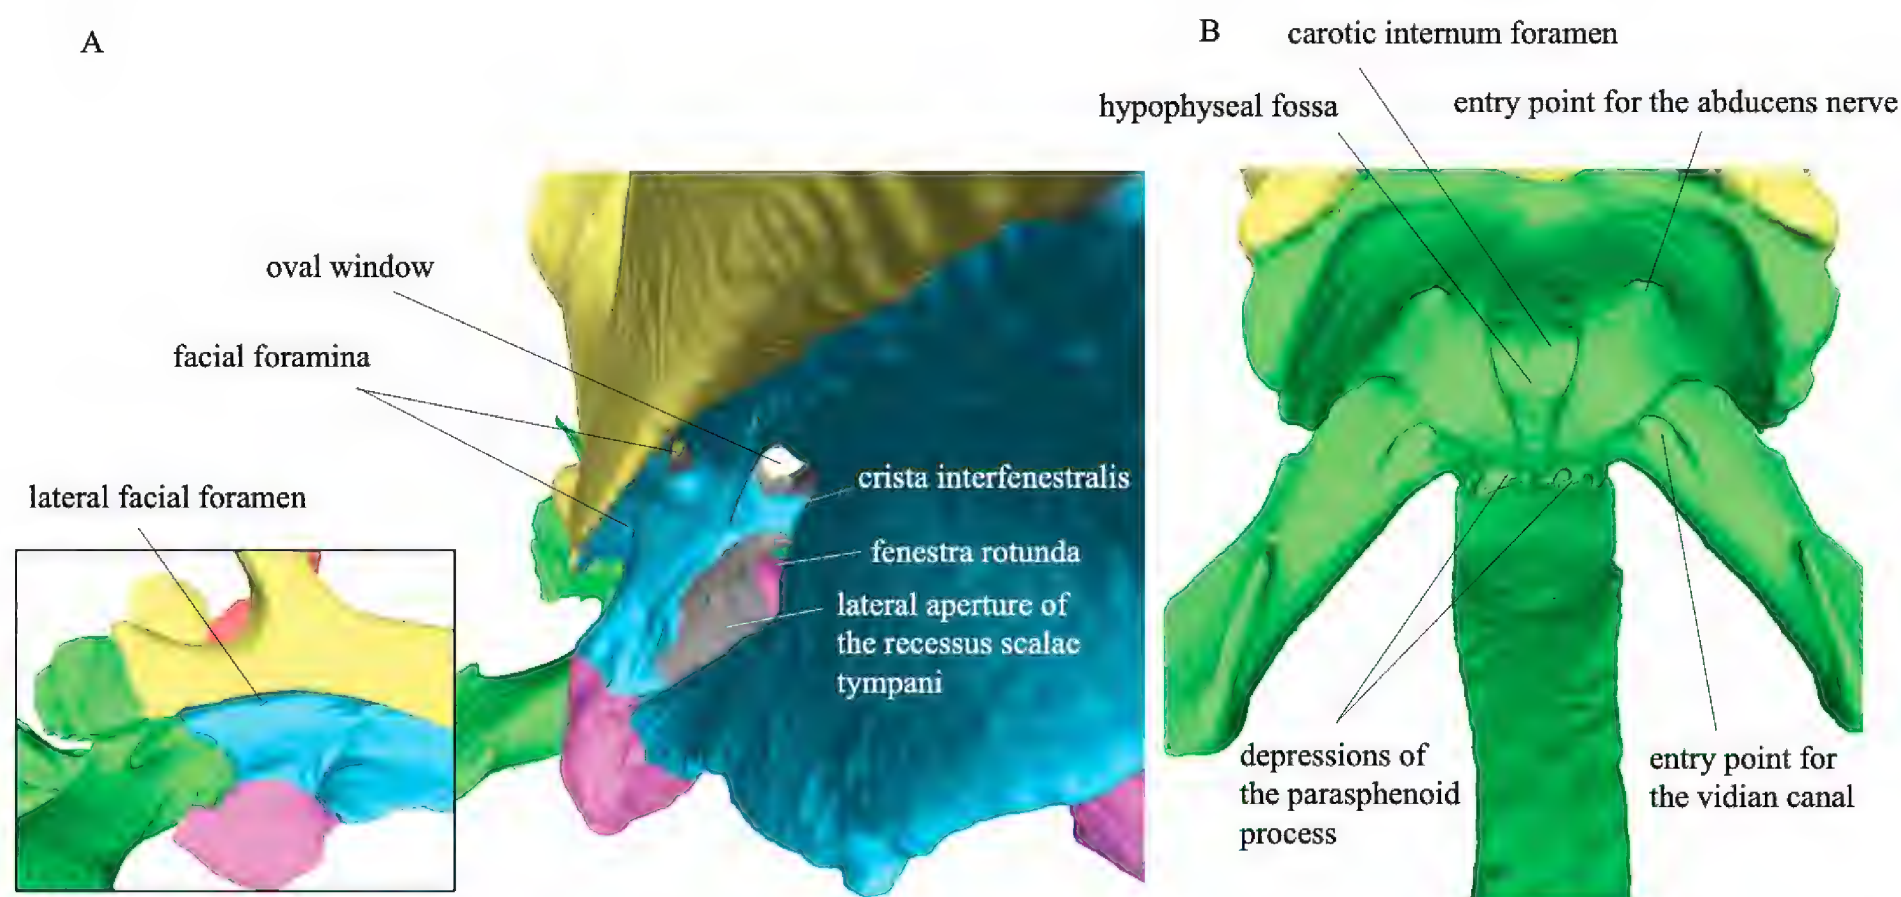 A
oval window
facial foramina
lateral facial foramen
crista interfenestralis
fenestra rotunda
lateral aperture of
the recessus scalae
tympani
B
carotic internum foramen
hypophyseal fossa
entry point for the abducens nerve
depressions of
the parasphenoid
process
entry point for
the vidian canal